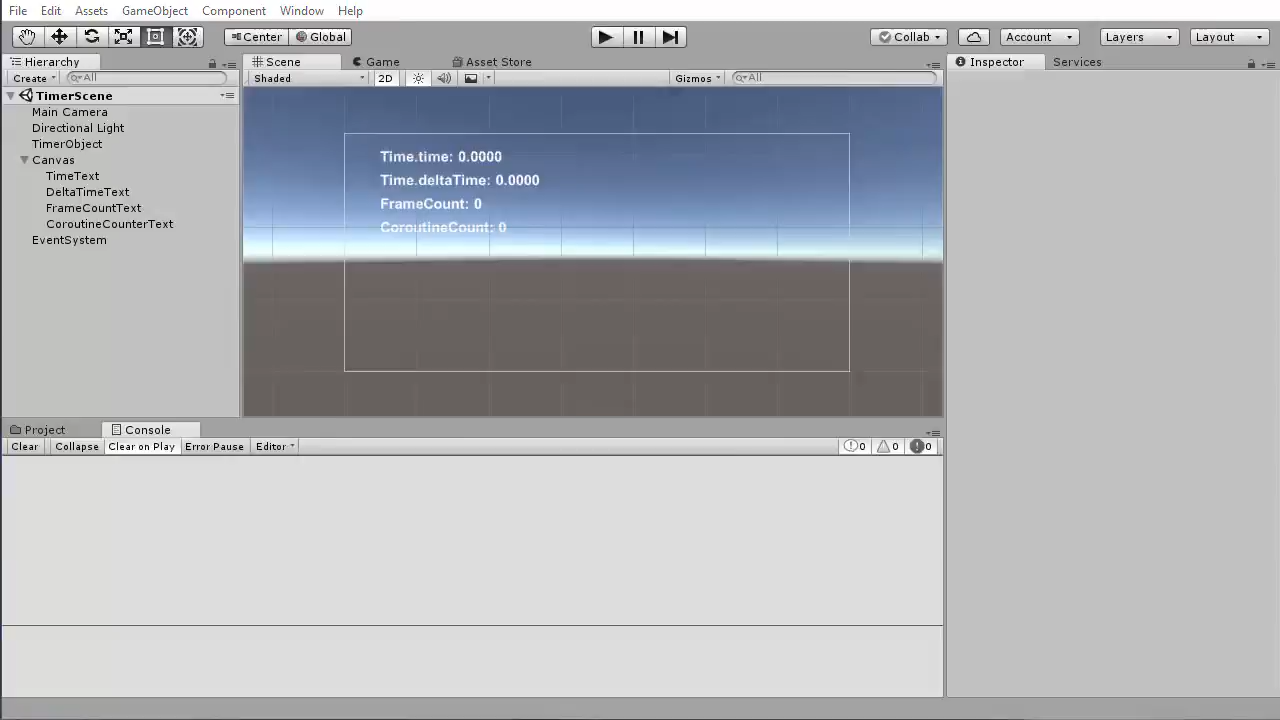 File Edit Assets GameObject Component Window Help
Center Global Collab Account Layers Layout
Hierarchy Scene Game Asset Store Inspector Services
Create All Shaded 2D Gizmos All
TimerScene
Main Camera
Directional Light
TimerObject
Canvas
TimeText
DeltaTimeText
FrameCountText
CoroutineCounterText
EventSystem
Time.time: 0.0000
Time.deltaTime: 0.0000
FrameCount: 0
CoroutineCount: 0
Project Console
Clear Collapse Clear on Play Error Pause Editor 0 0 0